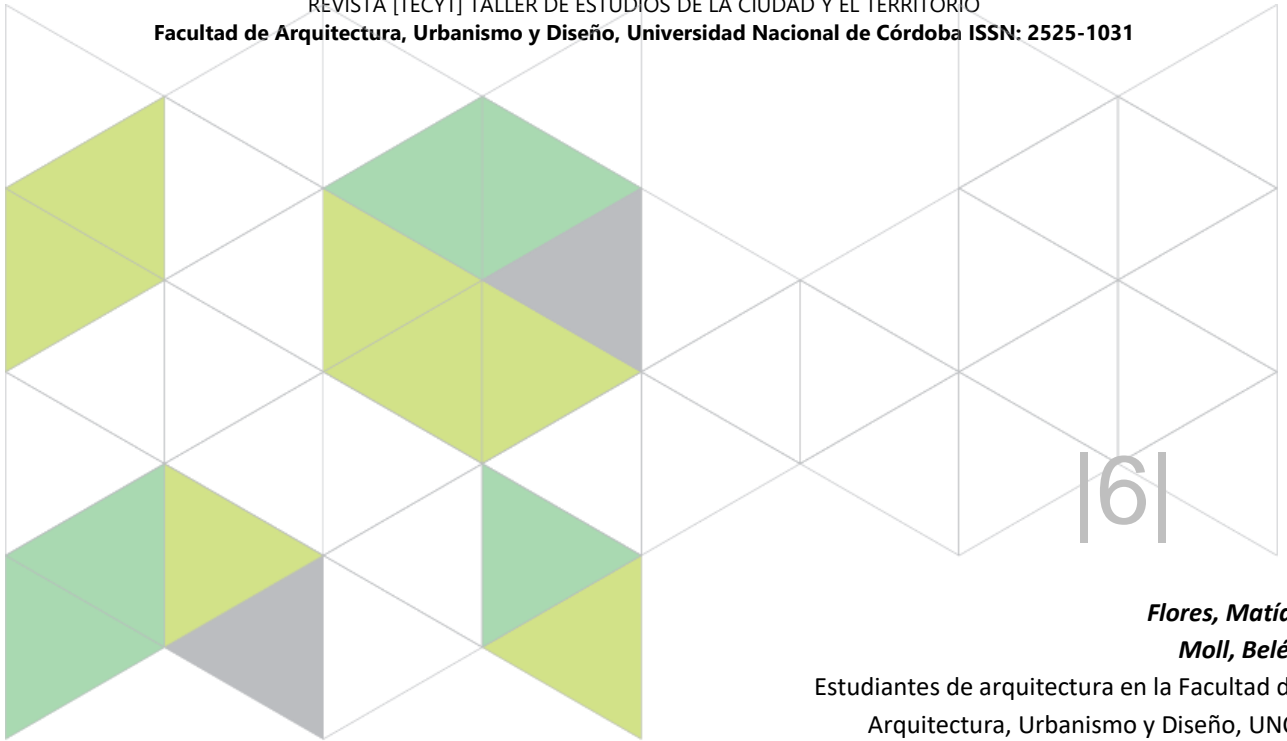 REVISTA [TECYT] TALLER DE ESTUDIOS DE LA CIUDAD Y EL TERRITORIO
Facultad de Arquitectura, Urbanismo y Diseño, Universidad Nacional de Córdoba ISSN: 2525-1031
|6|
Flores,
Moll,
Estudiantes de arquitectura en la Facultad
Arquitectura, Urbanismo y Diseño,